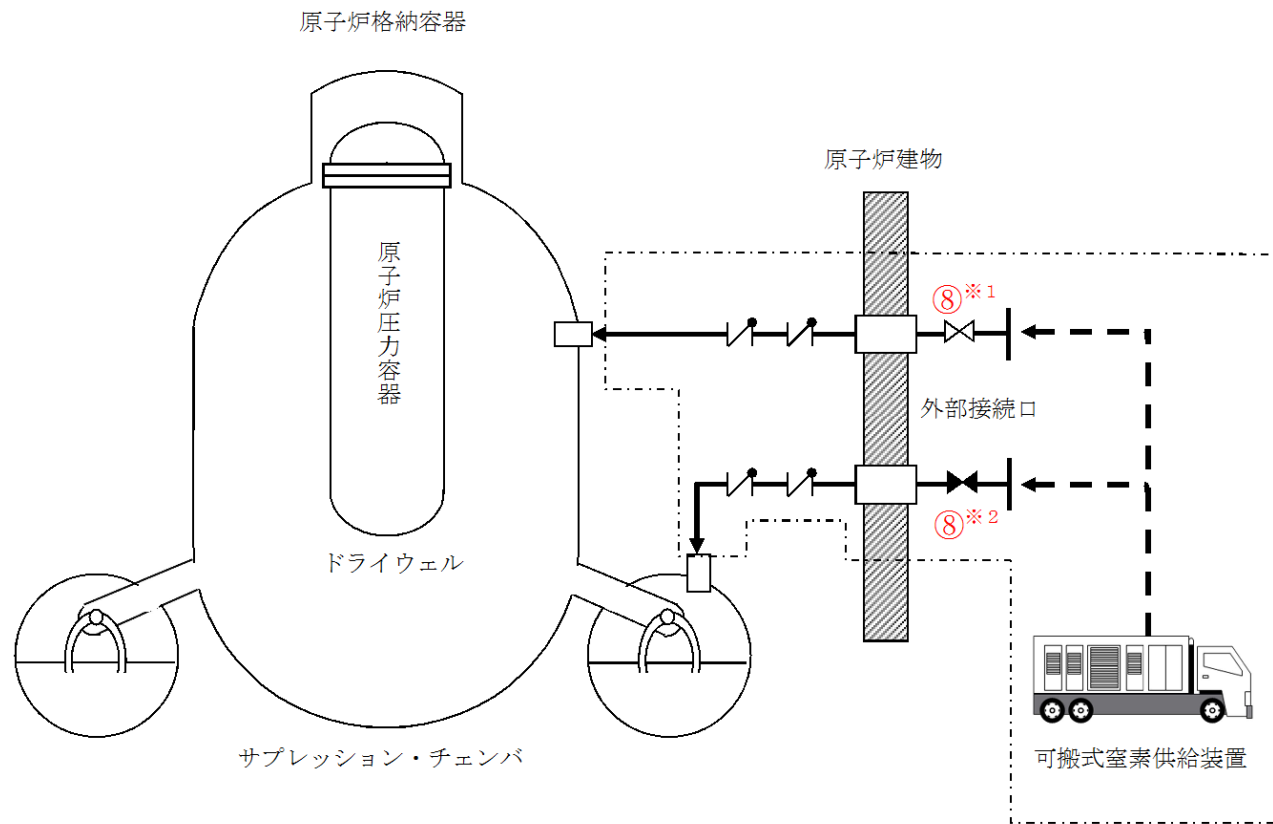 原子炉格納容器
原子炉建物
原子炉圧力容器
⑧※1
外部接続口
⑧※2
ドライウェル
サプレッション・チェンバ
可搬式窒素供給装置